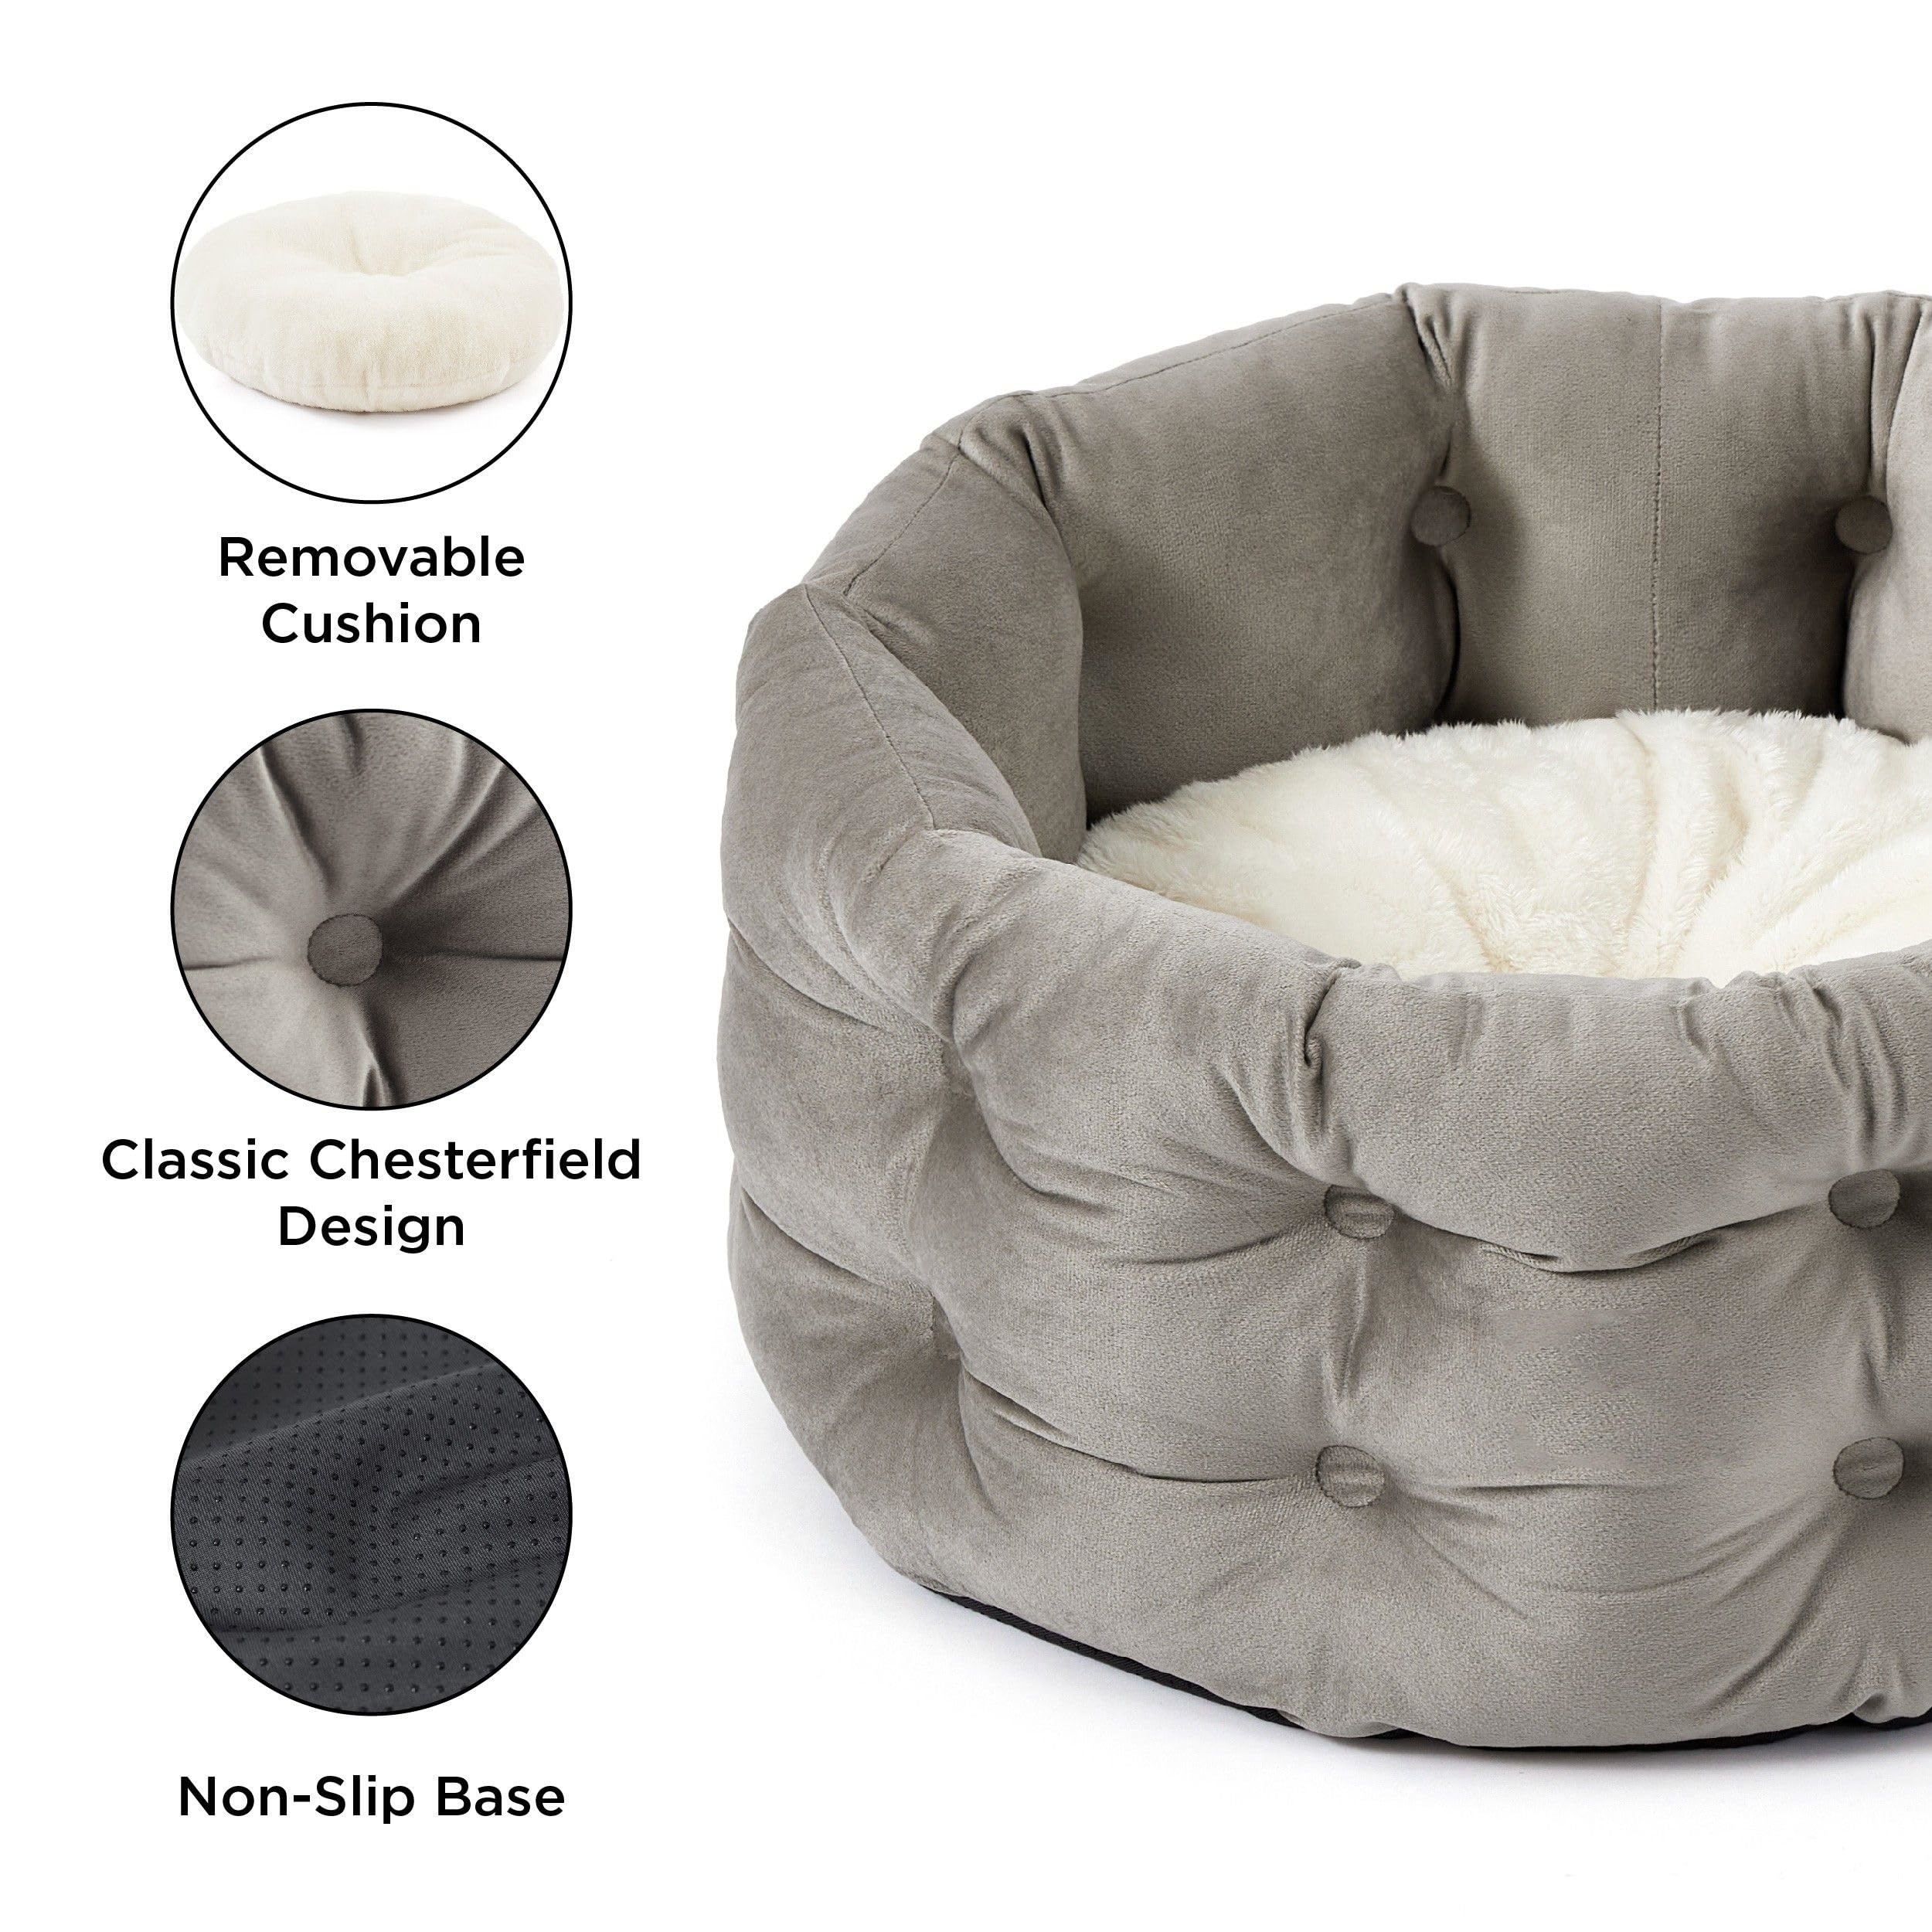 Removable
Cushion
Classic Chesterfield
Design
Non-Slip Base